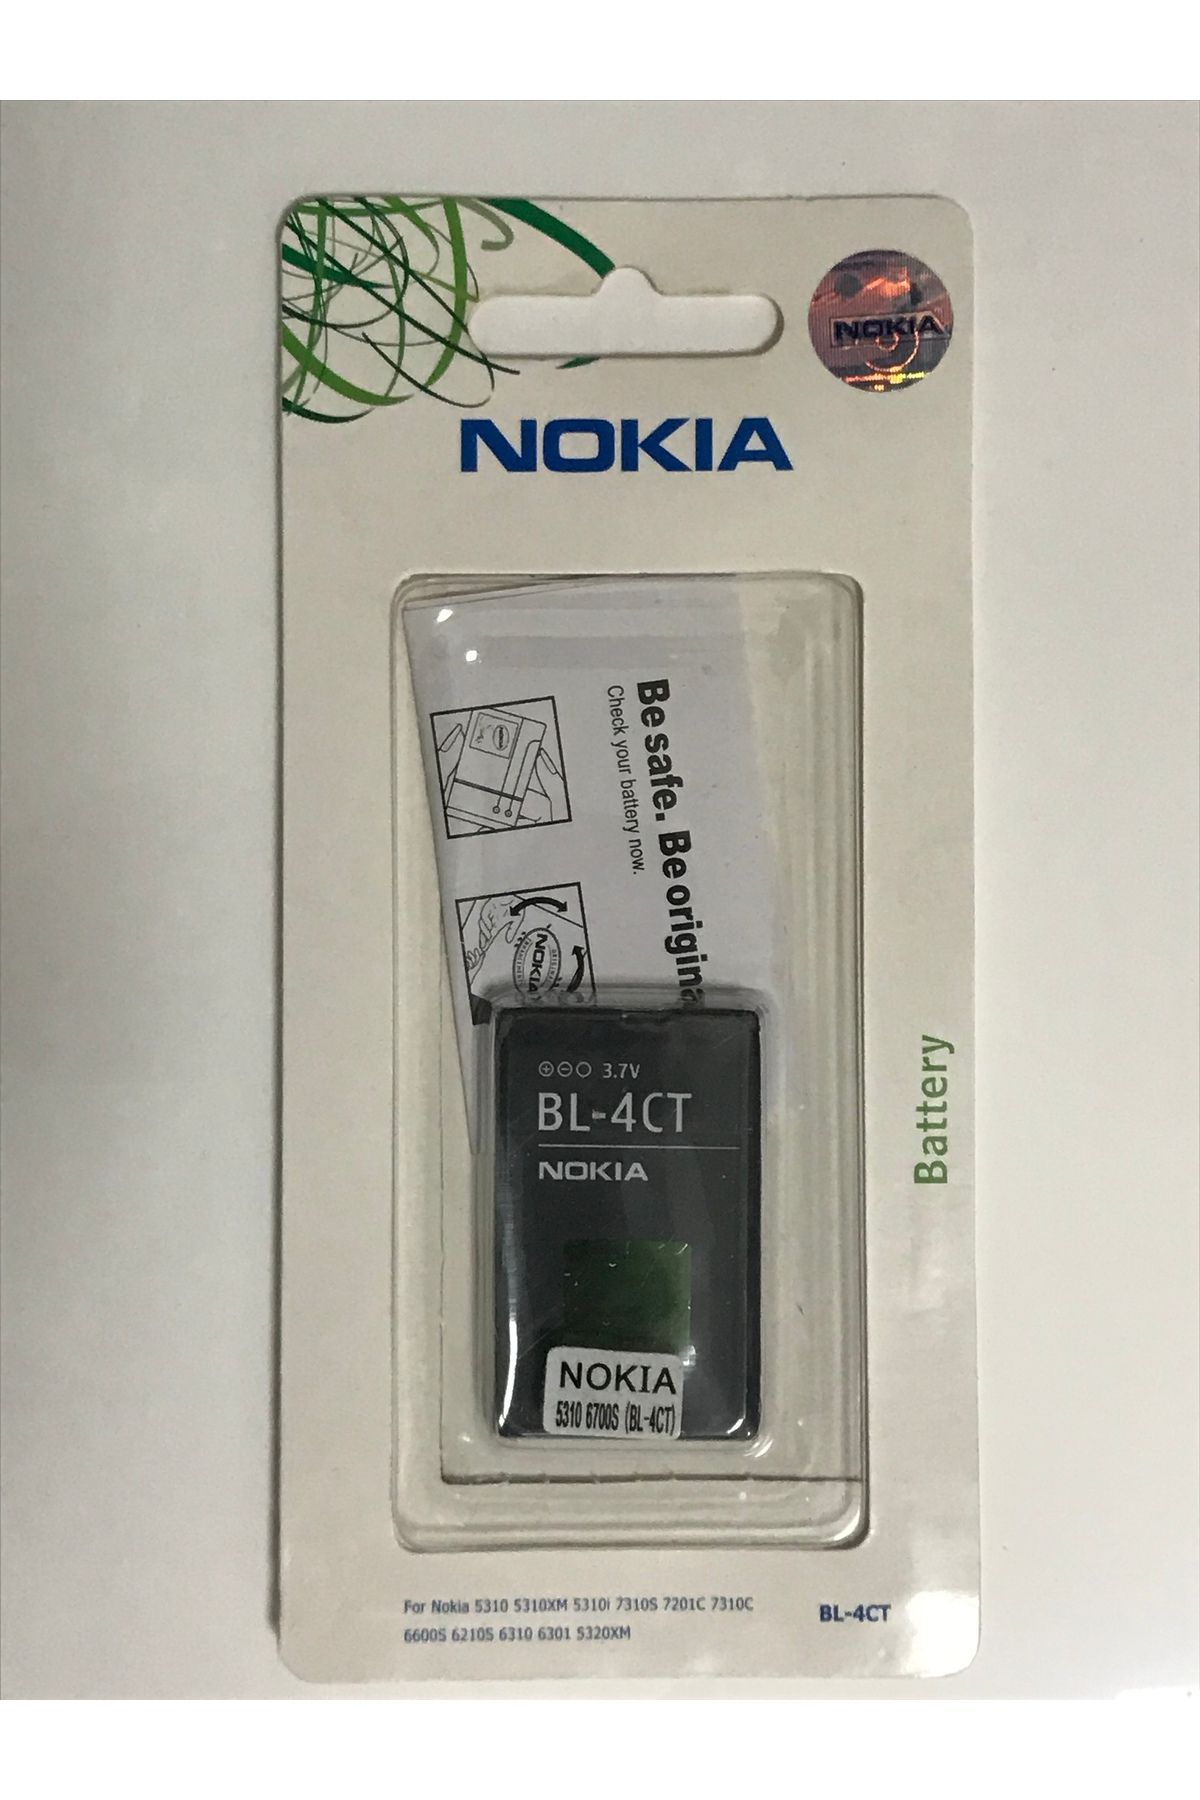 NOKIA
NOKIA
Be safe. Be origina
Check your battery now.
NOKIA
3.7V
BL-4CT
NOKIA
NOKIA
5310 6700S (BL-4CT)
Battery
For Nokia 5310 5310XM 5310i 7310S 7201C 7310C
6600S 6210S 6310 6301 5320XM
BL-4CT